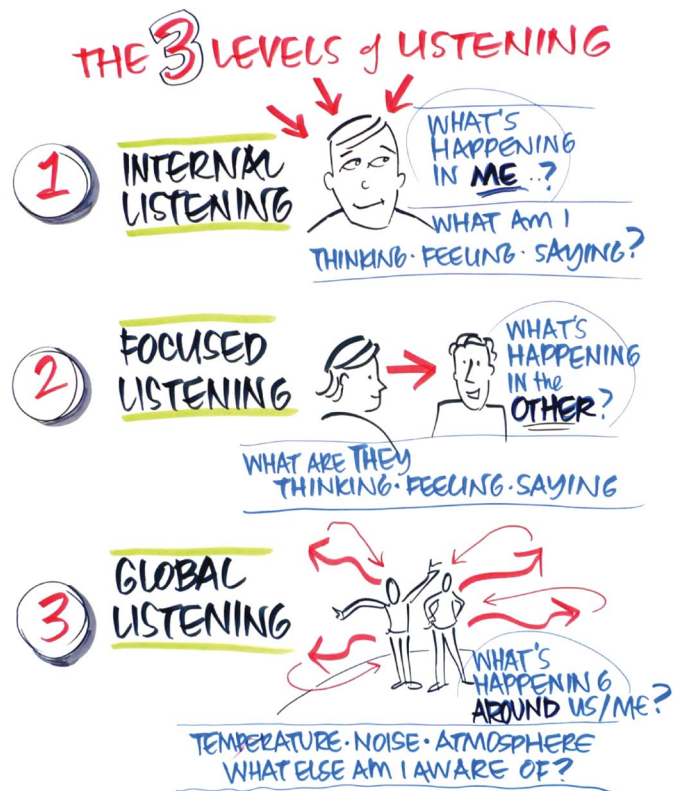 THE 3 LEVELS of LISTENING
1
INTERNAL
LISTENING
WHAT'S
HAPPENING
IN ME..?
WHAT AM I
THINKING · FEELING · SAYING?
2
FOCUSED
LISTENING
WHAT'S
HAPPENING
IN the
OTHER?
WHAT ARE THEY
THINKING · FEELING · SAYING
3
GLOBAL
LISTENING
WHAT'S
HAPPENING
AROUND US/ME?
TEMPERATURE · NOISE · ATMOSPHERE
WHAT ELSE AM I AWARE OF?